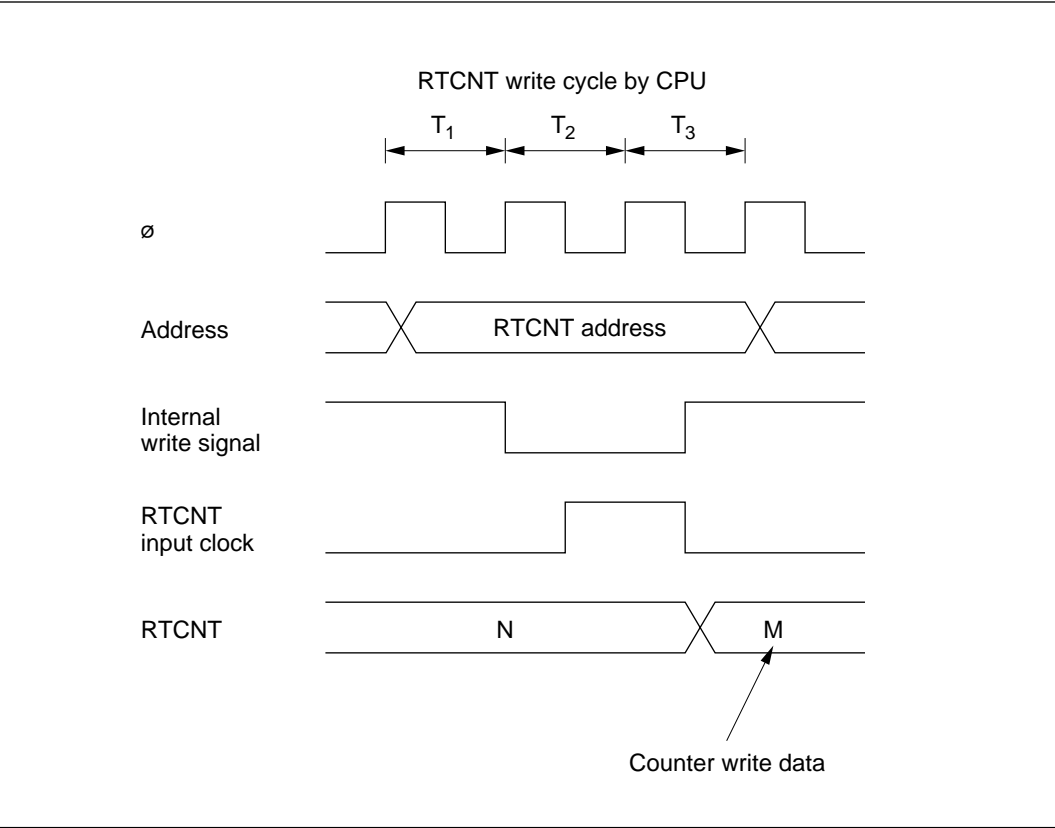 RTCNT write cycle by CPU
T1 T2 T3
ø
Address RTCNT address
Internal
write signal
RTCNT
input clock
RTCNT N M
Counter write data